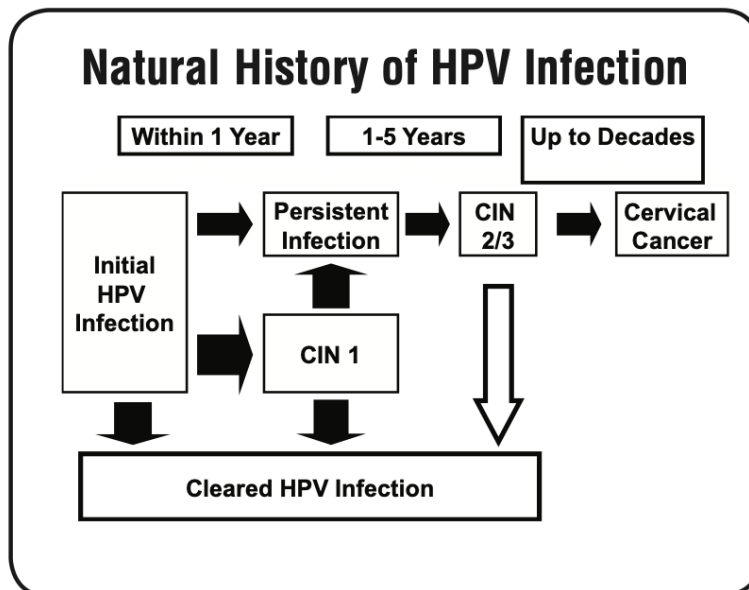 Natural History of HPV Infection
Within 1 Year
1-5 Years
Up to Decades
Initial
HPV
Infection
Persistent
Infection
CIN
2/3
Cervical
Cancer
CIN 1
Cleared HPV Infection